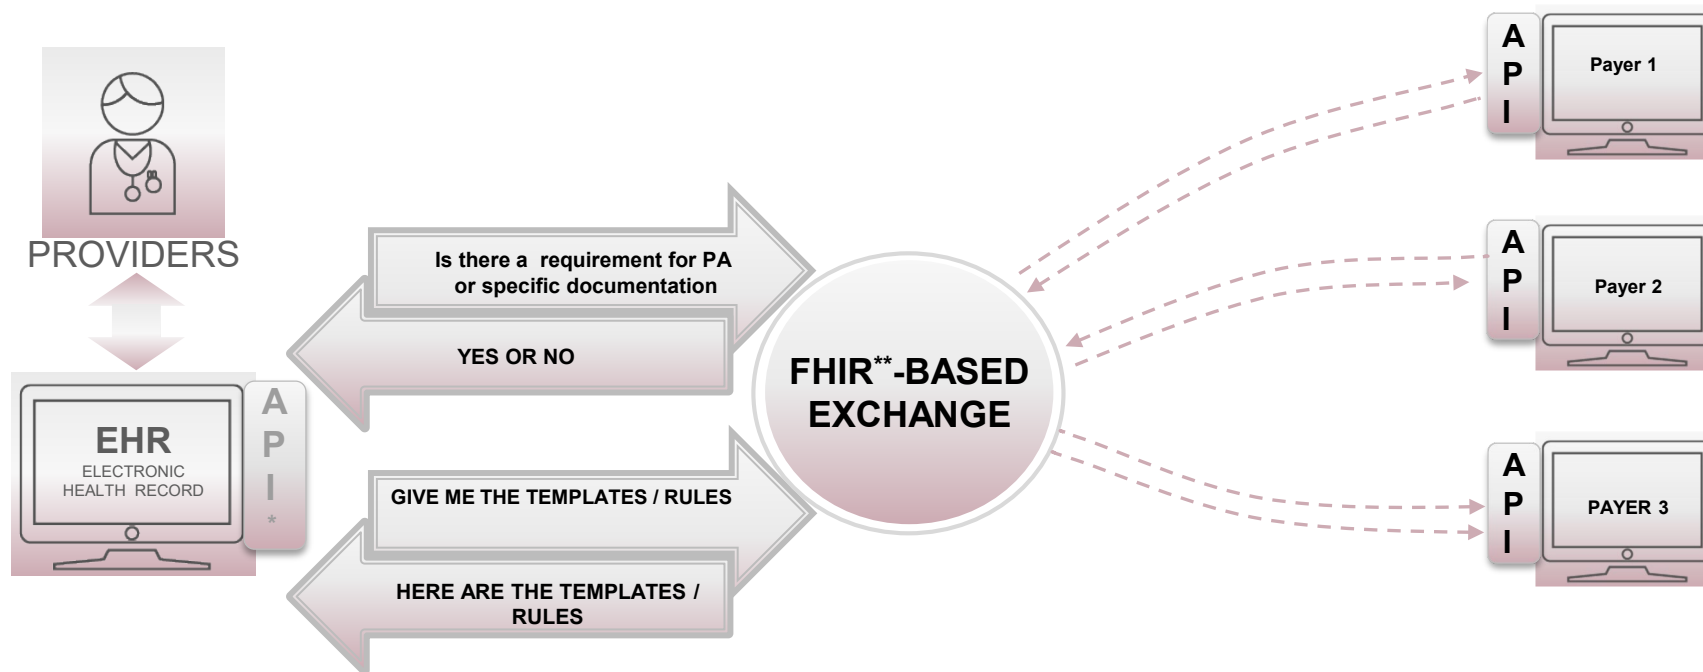 PROVIDERS
EHR
ELECTRONIC
HEALTH RECORD
A
P
I
*
Is there a requirement for PA
or specific documentation
YES OR NO
GIVE ME THE TEMPLATES / RULES
HERE ARE THE TEMPLATES /
RULES
FHIR**-BASED
EXCHANGE
A
P
I
Payer 1
A
P
I
Payer 2
A
P
I
PAYER 3